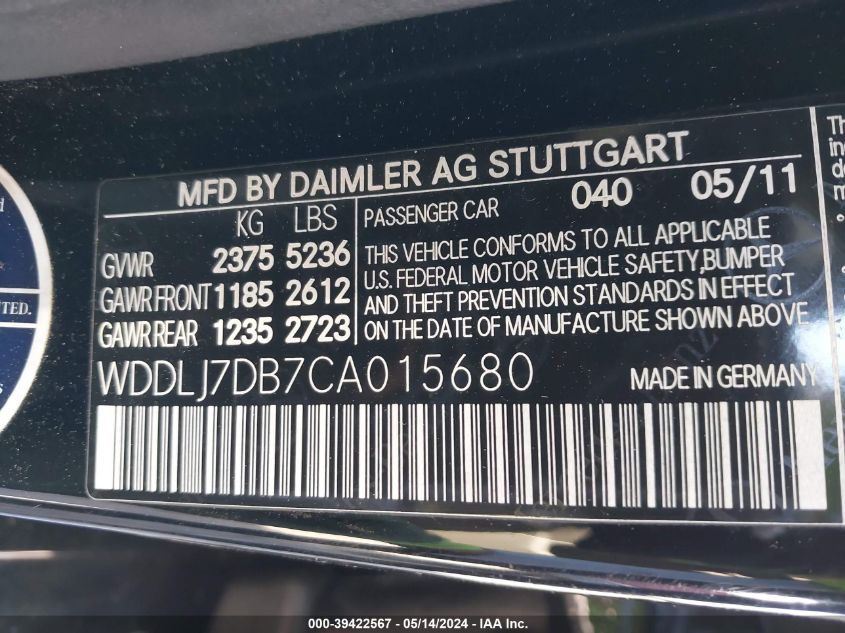 MFD BY DAIMLER AG STUTTGART
KG LBS
GVWR 2375 5236
GAWR FRONT 1185 2612
GAWR REAR 1235 2723
PASSENGER CAR 040 05/11
THIS VEHICLE CONFORMS TO ALL APPLICABLE
U.S. FEDERAL MOTOR VEHICLE SAFETY,BUMPER
AND THEFT PREVENTION STANDARDS IN EFFECT
ON THE DATE OF MANUFACTURE SHOWN ABOVE
WDDLJ7DB7CA015680 MADE IN GERMANY
000-39422567 - 05/14/2024 - IAA Inc.